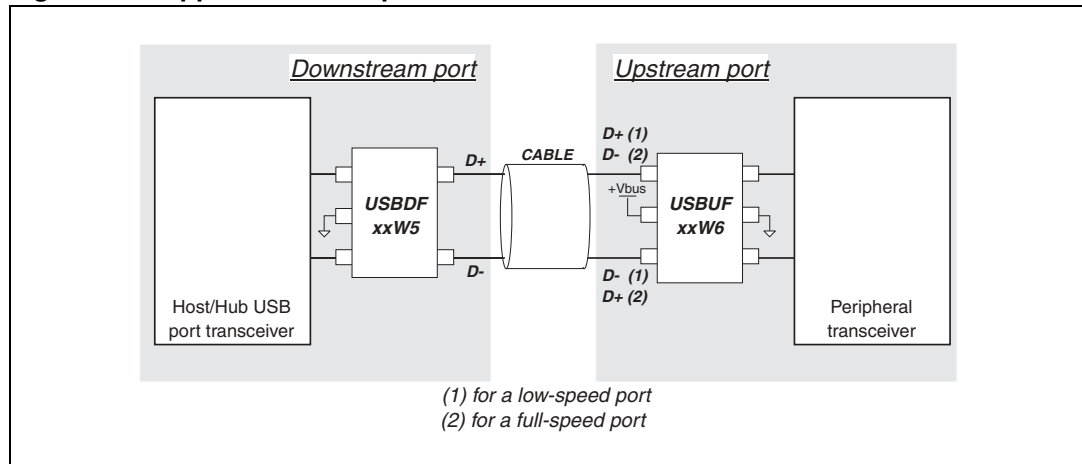 Downstream port
Upstream port
D+ (1)
D- (2)
D+
CABLE
+Vbus
USBDF
xxW5
USBUF
xxW6
D-
D- (1)
D+ (2)
Host/Hub USB
port transceiver
Peripheral
transceiver
(1) for a low-speed port
(2) for a full-speed port